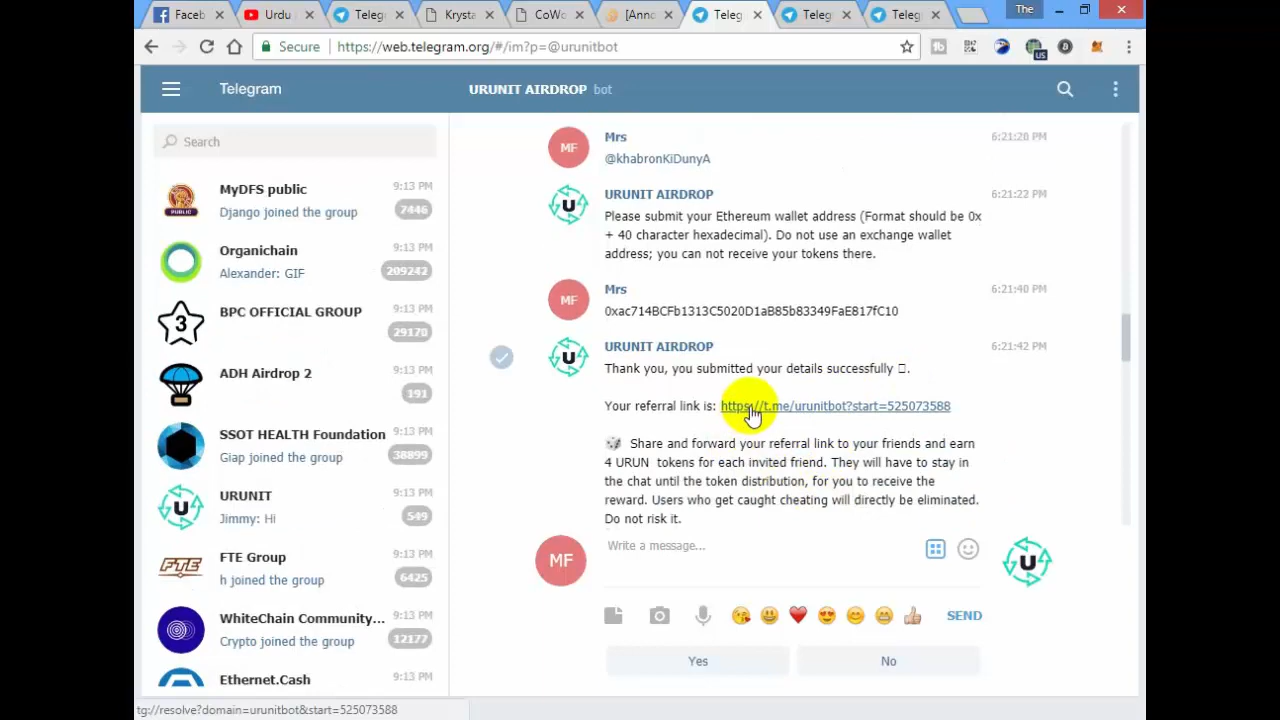 Faceb
Urdu
Telegr
Krysta
CoWo
[Anno
Teleg
Telegr
Teleg
The
Secure
https://web.telegram.org/#/im?p=@urunitbot
US
Telegram
URUNIT AIRDROP bot
Search
MyDFS public 9:13 PM
Django joined the group 7446
Organichain 9:13 PM
Alexander: GIF 209242
BPC OFFICIAL GROUP 9:13 PM
29170
ADH Airdrop 2 9:13 PM
191
SSOT HEALTH Foundation 9:13 PM
Giap joined the group 38899
URUNIT 9:13 PM
Jimmy: Hi 549
FTE Group 9:13 PM
h joined the group 6425
WhiteChain Community... 9:13 PM
Crypto joined the group 12177
Ethernet.Cash 9:13 PM
MF
Mrs 6:21:20 PM
@khabronKiDunyA
URUNIT AIRDROP 6:21:22 PM
Please submit your Ethereum wallet address (Format should be 0x
+ 40 character hexadecimal). Do not use an exchange wallet
address; you can not receive your tokens there.
MF
Mrs 6:21:40 PM
0xac714BCFb1313C5020D1aB85b83349FaE817fC10
URUNIT AIRDROP 6:21:42 PM
Thank you, you submitted your details successfully.
Your referral link is: https://t.me/urunitbot?start=525073588
Share and forward your referral link to your friends and earn
4 URUN tokens for each invited friend. They will have to stay in
the chat until the token distribution, for you to receive the
reward. Users who get caught cheating will directly be eliminated.
Do not risk it.
MF
Write a message...
SEND
Yes
No
tg://resolve?domain=urunitbot&start=525073588